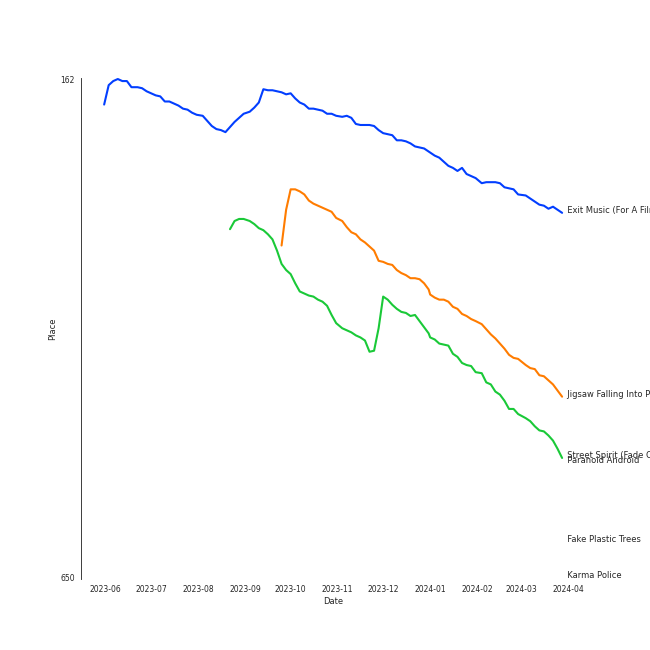 162
Exit Music (For A Fil
Place
Jigsaw Falling Into P
Street Spirit (Fade O
Paranoid Android
Fake Plastic Trees
Karma Police
650
2023-06 2023-07 2023-08 2023-09 2023-10 2023-11 2023-12 2024-01 2024-02 2024-03 2024-04
Date